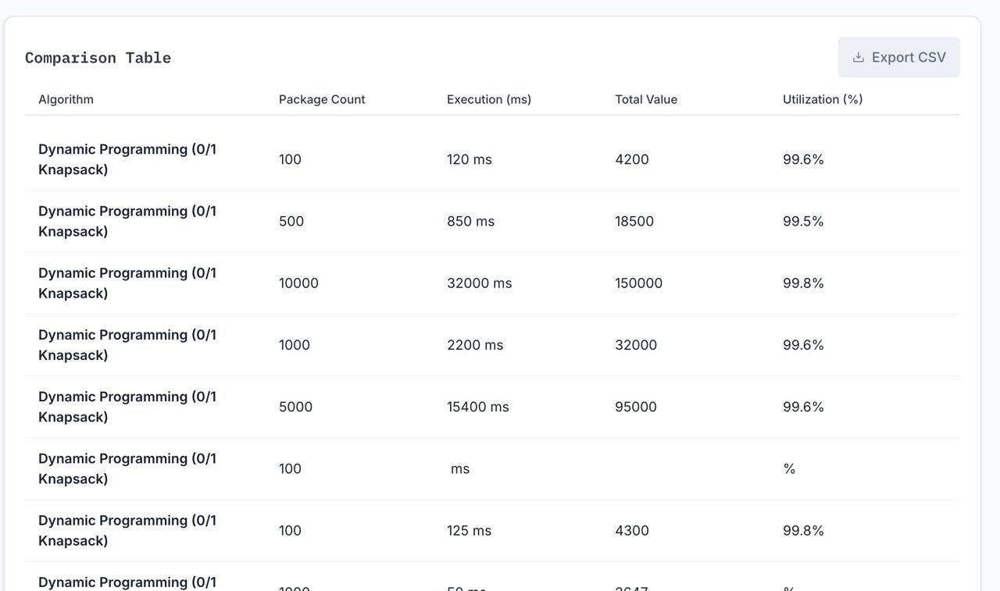 Comparison Table
Export CSV
Algorithm Package Count Execution (ms) Total Value Utilization (%)
Dynamic Programming (0/1
Knapsack) 100 120 ms 4200 99.6%
Dynamic Programming (0/1
Knapsack) 500 850 ms 18500 99.5%
Dynamic Programming (0/1
Knapsack) 10000 32000 ms 150000 99.8%
Dynamic Programming (0/1
Knapsack) 1000 2200 ms 32000 99.6%
Dynamic Programming (0/1
Knapsack) 5000 15400 ms 95000 99.6%
Dynamic Programming (0/1
Knapsack) 100 ms %
Dynamic Programming (0/1
Knapsack) 100 125 ms 4300 99.8%
Dynamic Programming (0/1